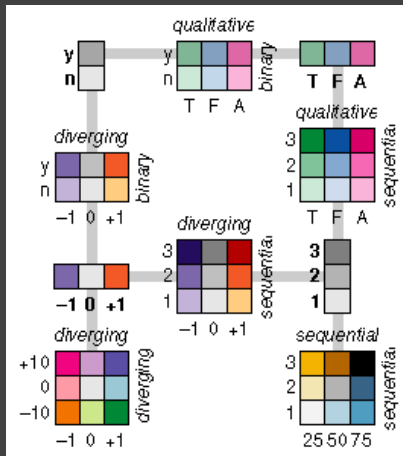 qualitative
y
n
y
n
binary
T F A
T F A
diverging
y
n
binary
-1 0 +1
qualitative
3
2
1
sequential
T F A
diverging
3
2
1
sequential
-1 0 +1
-1 0 +1
3
2
1
diverging
+10
0
-10
diverging
-1 0 +1
sequential
3
2
1
sequential
25 50 75